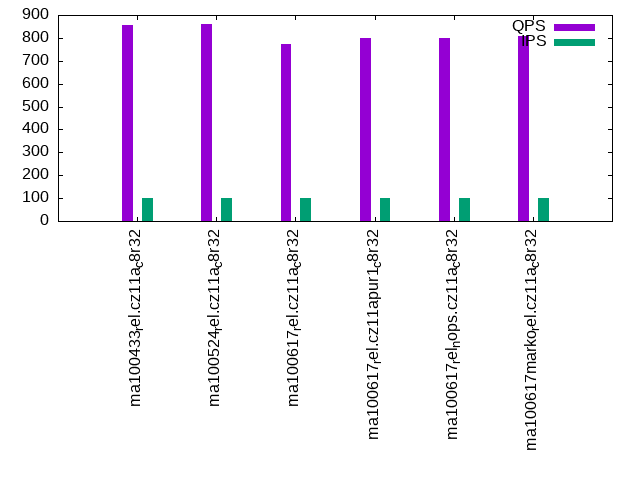 900
800
700
600
500
400
300
200
100
0
QPS
IPS
ma100433rel.cz11ac8r32
ma100524rel.cz11ac8r32
ma100617rel.cz11ac8r32
ma100617rel.cz11apur1c8r32
ma100617relnops.cz11ac8r32
ma100617markorel.cz11ac8r32